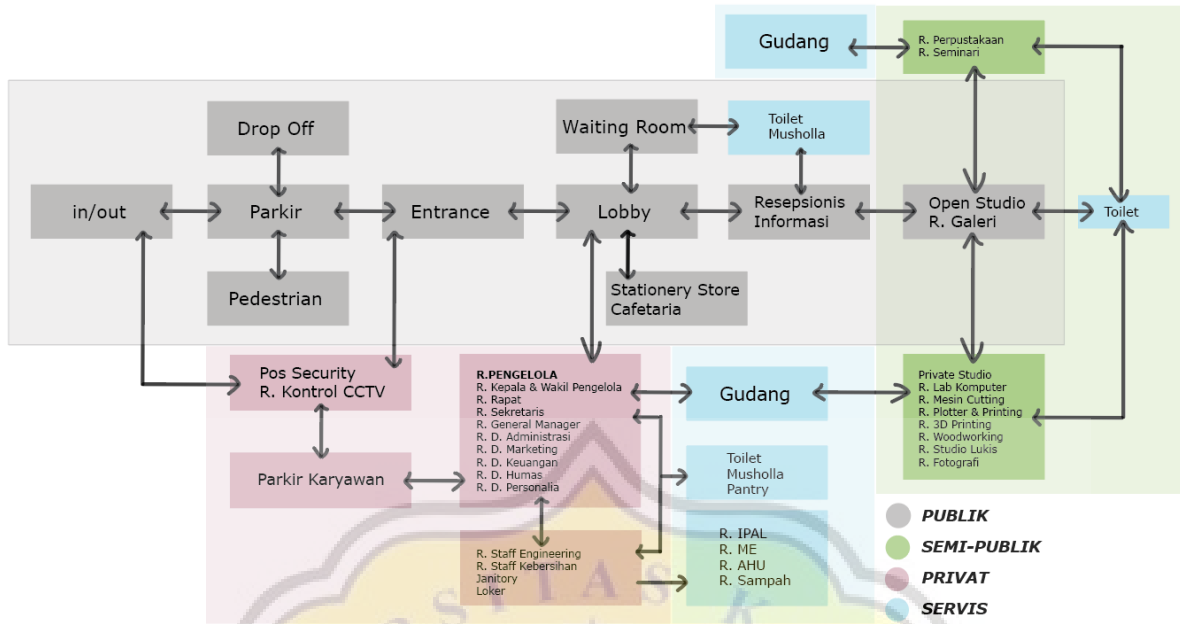 Gudang
R. Perpustakaan
R. Seminari
Drop Off
Waiting Room
Toilet
Musholla
in/out
Parkir
Entrance
Lobby
Resepsionis
Informasi
Open Studio
R. Galeri
Toilet
Pedestrian
Stationery Store
Cafetaria
Pos Security
R. Kontrol CCTV
Parkir Karyawan
R.PENGELOLA
R. Kepala & Wakil Pengelola
R. Rapat
R. Sekretaris
R. General Manager
R. D. Administrasi
R. D. Marketing
R. D. Keuangan
R. D. Humas
R. D. Personalia
Gudang
Private Studio
R. Lab Komputer
R. Mesin Cutting
R. Plotter & Printing
R. 3D Printing
R. Woodworking
R. Studio Lukis
R. Fotografi
Toilet
Musholla
Pantry
R. Staff Engineering
R. Staff Kebersihan
Janitory
Loker
R. IPAL
R. ME
R. AHU
R. Sampah
PUBLIK
SEMI-PUBLIK
PRIVAT
SERVIS